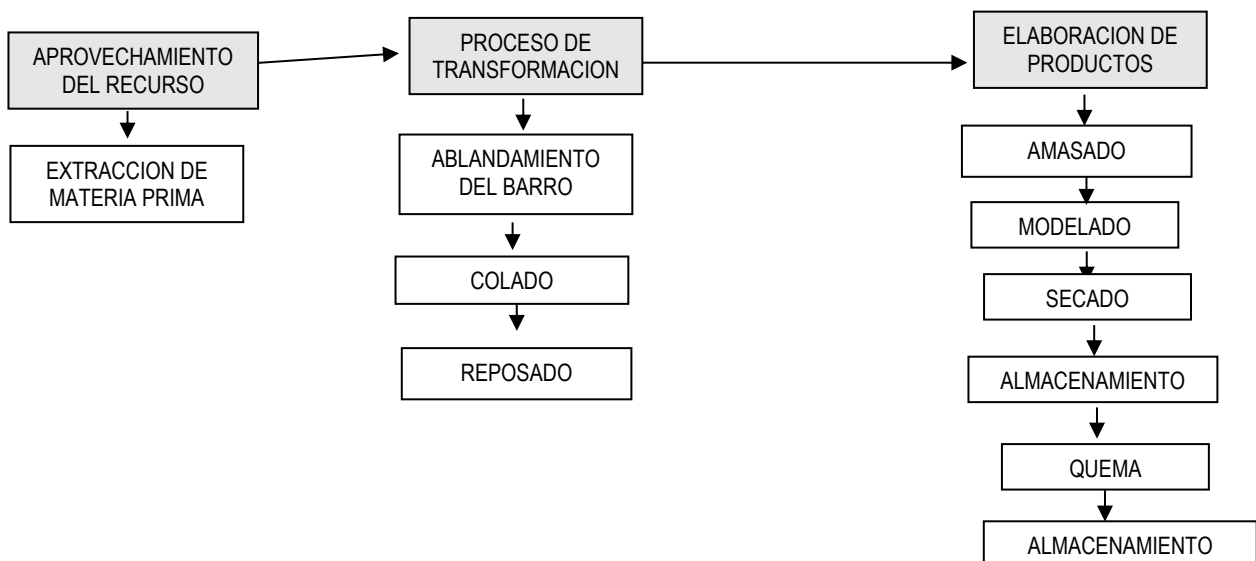 APROVECHAMIENTO
DEL RECURSO
EXTRACCION DE
MATERIA PRIMA
PROCESO DE
TRANSFORMACION
ABLANDAMIENTO
DEL BARRO
COLADO
REPOSADO
ELABORACION DE
PRODUCTOS
AMASADO
MODELADO
SECADO
ALMACENAMIENTO
QUEMA
ALMACENAMIENTO